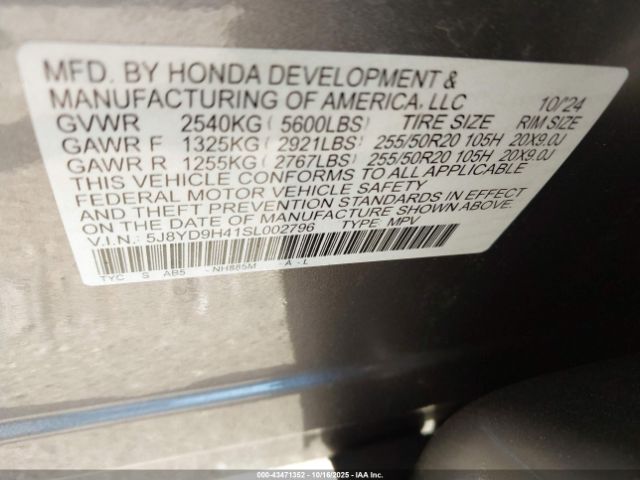 MFD. BY HONDA DEVELOPMENT &
MANUFACTURING OF AMERICA, LLC 10/24
GVWR 2540KG ( 5600LBS) TIRE SIZE RIM SIZE
GAWR F 1325KG ( 2921LBS) 255/50R20 105H 20X9.0J
GAWR R 1255KG ( 2767LBS) 255/50R20 105H 20X9.0J
THIS VEHICLE CONFORMS TO ALL APPLICABLE
FEDERAL MOTOR VEHICLE SAFETY
AND THEFT PREVENTION STANDARDS IN EFFECT
ON THE DATE OF MANUFACTURE SHOWN ABOVE.
V.I.N.: 5J8YD9H41SL002796 TYPE: MPV
TYC S AB5 - NH885M A - L
000-43471352 | 10/16/2025 - IAA Inc.